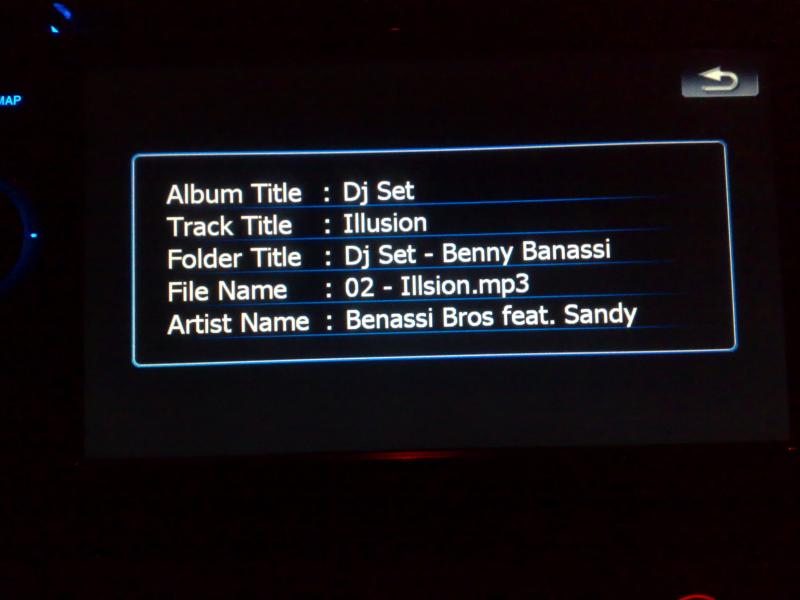 MAP
Album Title : Dj Set
Track Title : Illusion
Folder Title : Dj Set - Benny Banassi
File Name : 02 - Illsion.mp3
Artist Name : Benassi Bros feat. Sandy